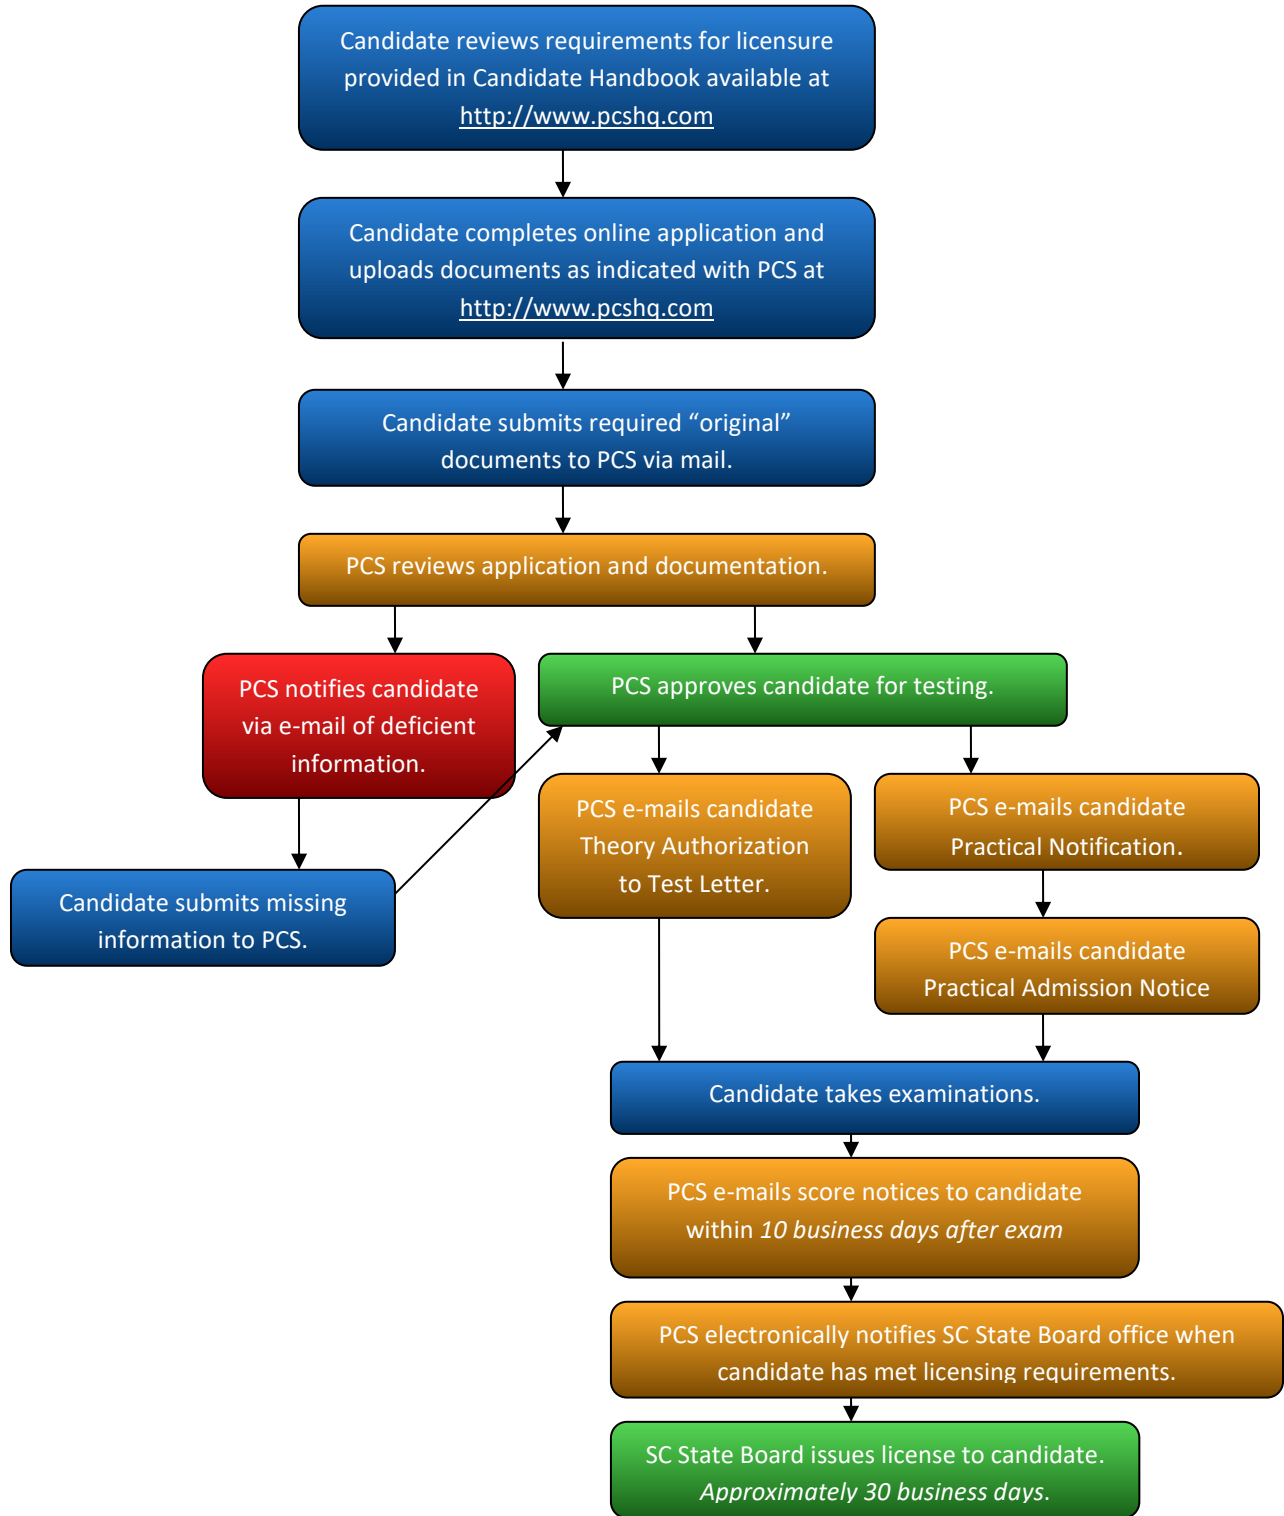 Candidate reviews requirements for licensure
provided in Candidate Handbook available at
http://www.pcshq.com
Candidate completes online application and
uploads documents as indicated with PCS at
http://www.pcshq.com
Candidate submits required “original”
documents to PCS via mail.
PCS reviews application and documentation.
PCS notifies candidate
via e-mail of deficient
information.
PCS approves candidate for testing.
Candidate submits missing
information to PCS.
PCS e-mails candidate
Theory Authorization
to Test Letter.
PCS e-mails candidate
Practical Notification.
PCS e-mails candidate
Practical Admission Notice
Candidate takes examinations.
PCS e-mails score notices to candidate
within 10 business days after exam
PCS electronically notifies SC State Board office when
candidate has met licensing requirements.
SC State Board issues license to candidate.
Approximately 30 business days.